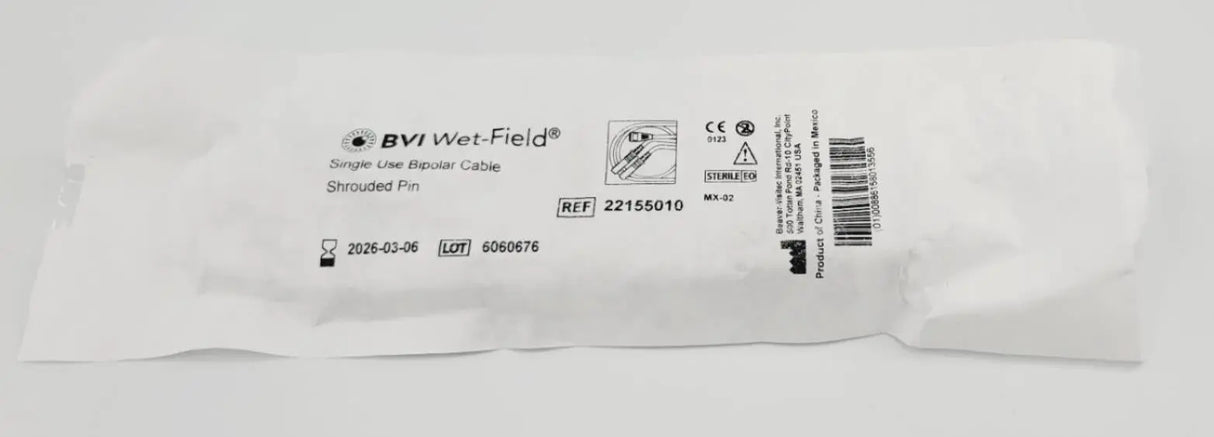 BVI Wet-Field®
Single Use Bipolar Cable
Shrouded Pin
REF 22155010
2026-03-06 LOT 6060676
CE
0123
2
STERILE EO
MX-02
Beaver-Visitec International, Inc.
500 Totten Pond Rd-10 CityPoint
Waltham, MA 02451 USA
Product of China - Packaged in Mexico